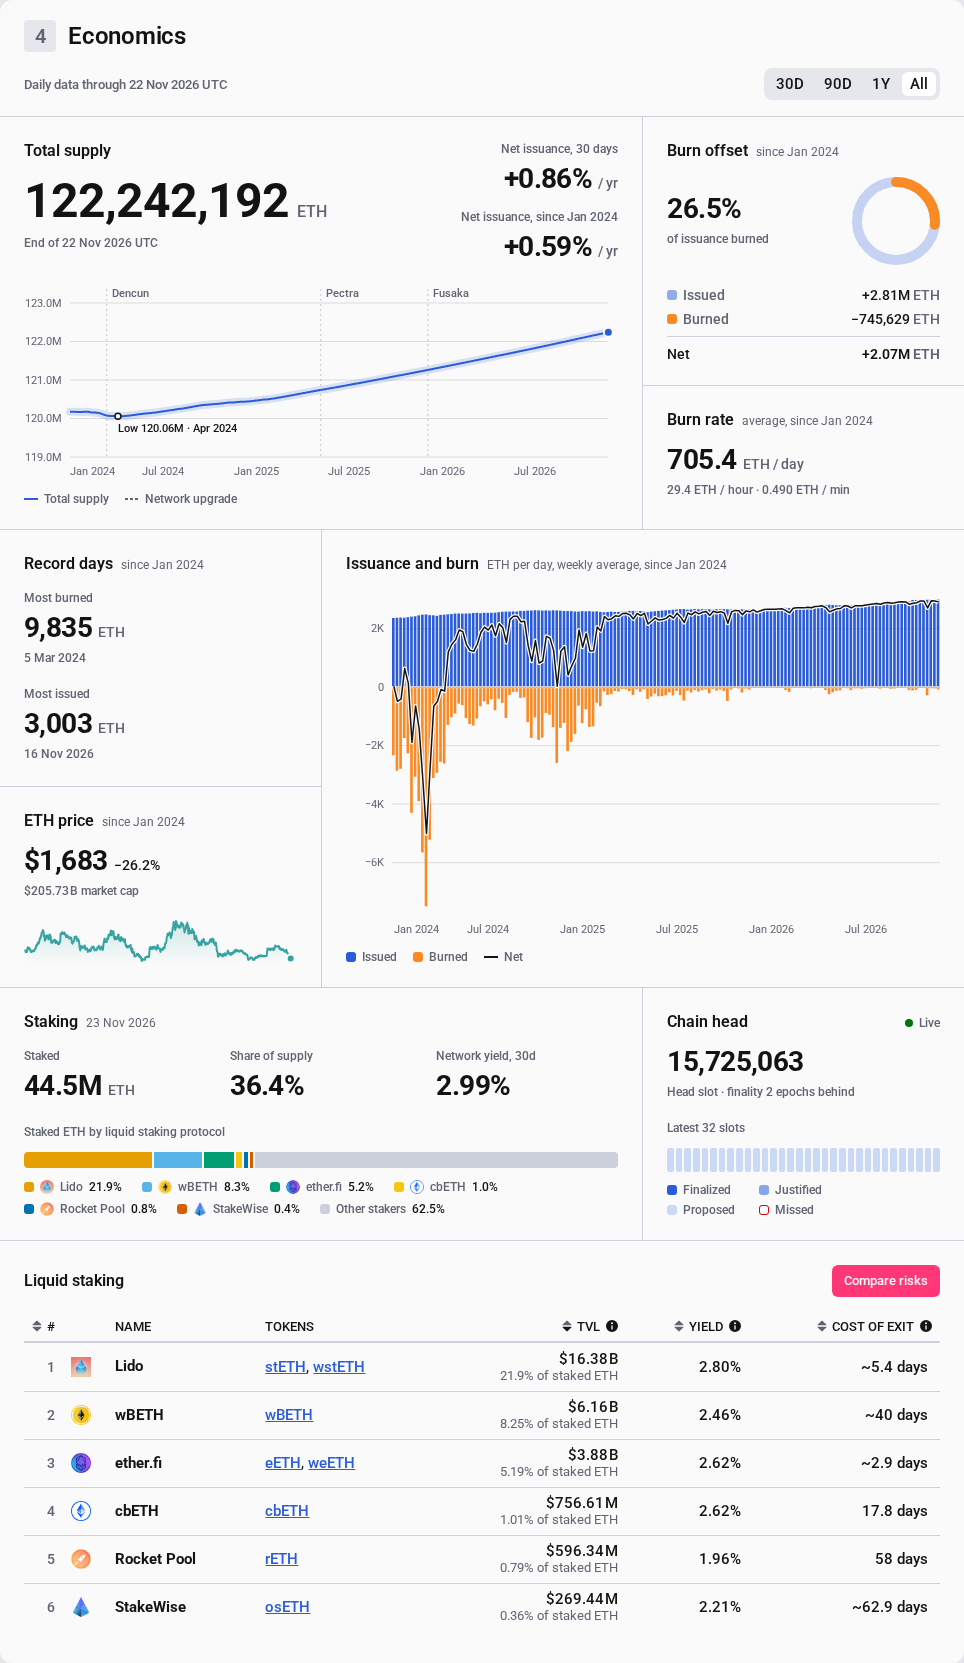 4 Economics
Daily data through 22 Nov 2026 UTC
30D 90D 1Y All
Total supply
122,242,192 ETH
End of 22 Nov 2026 UTC
Net issuance, 30 days
+0.86% / yr
Net issuance, since Jan 2024
+0.59% / yr
Dencun Pectra Fusaka
123.0M
122.0M
121.0M
120.0M
119.0M
Low 120.06M · Apr 2024
Jan 2024 Jul 2024 Jan 2025 Jul 2025 Jan 2026 Jul 2026
Total supply Network upgrade
Burn offset since Jan 2024
26.5%
of issuance burned
Issued +2.81M ETH
Burned −745,629 ETH
Net +2.07M ETH
Burn rate average, since Jan 2024
705.4 ETH / day
29.4 ETH / hour · 0.490 ETH / min
Record days since Jan 2024
Most burned
9,835 ETH
5 Mar 2024
Most issued
3,003 ETH
16 Nov 2026
ETH price since Jan 2024
$1,683 −26.2%
$205.73B market cap
Issuance and burn ETH per day, weekly average, since Jan 2024
2K
0
−2K
−4K
−6K
Jan 2024 Jul 2024 Jan 2025 Jul 2025 Jan 2026 Jul 2026
Issued Burned Net
Staking 23 Nov 2026
Staked Share of supply Network yield, 30d
44.5M ETH 36.4% 2.99%
Staked ETH by liquid staking protocol
Lido 21.9% wBETH 8.3% ether.fi 5.2% cbETH 1.0%
Rocket Pool 0.8% StakeWise 0.4% Other stakers 62.5%
Chain head Live
15,725,063
Head slot · finality 2 epochs behind
Latest 32 slots
Finalized Justified
Proposed Missed
Liquid staking Compare risks
# NAME TOKENS TVL YIELD COST OF EXIT
1 Lido stETH, wstETH $16.38B 2.80% ~5.4 days
21.9% of staked ETH
2 wBETH wBETH $6.16B 2.46% ~40 days
8.25% of staked ETH
3 ether.fi eETH, weETH $3.88B 2.62% ~2.9 days
5.19% of staked ETH
4 cbETH cbETH $756.61M 2.62% 17.8 days
1.01% of staked ETH
5 Rocket Pool rETH $596.34M 1.96% 58 days
0.79% of staked ETH
6 StakeWise osETH $269.44M 2.21% ~62.9 days
0.36% of staked ETH